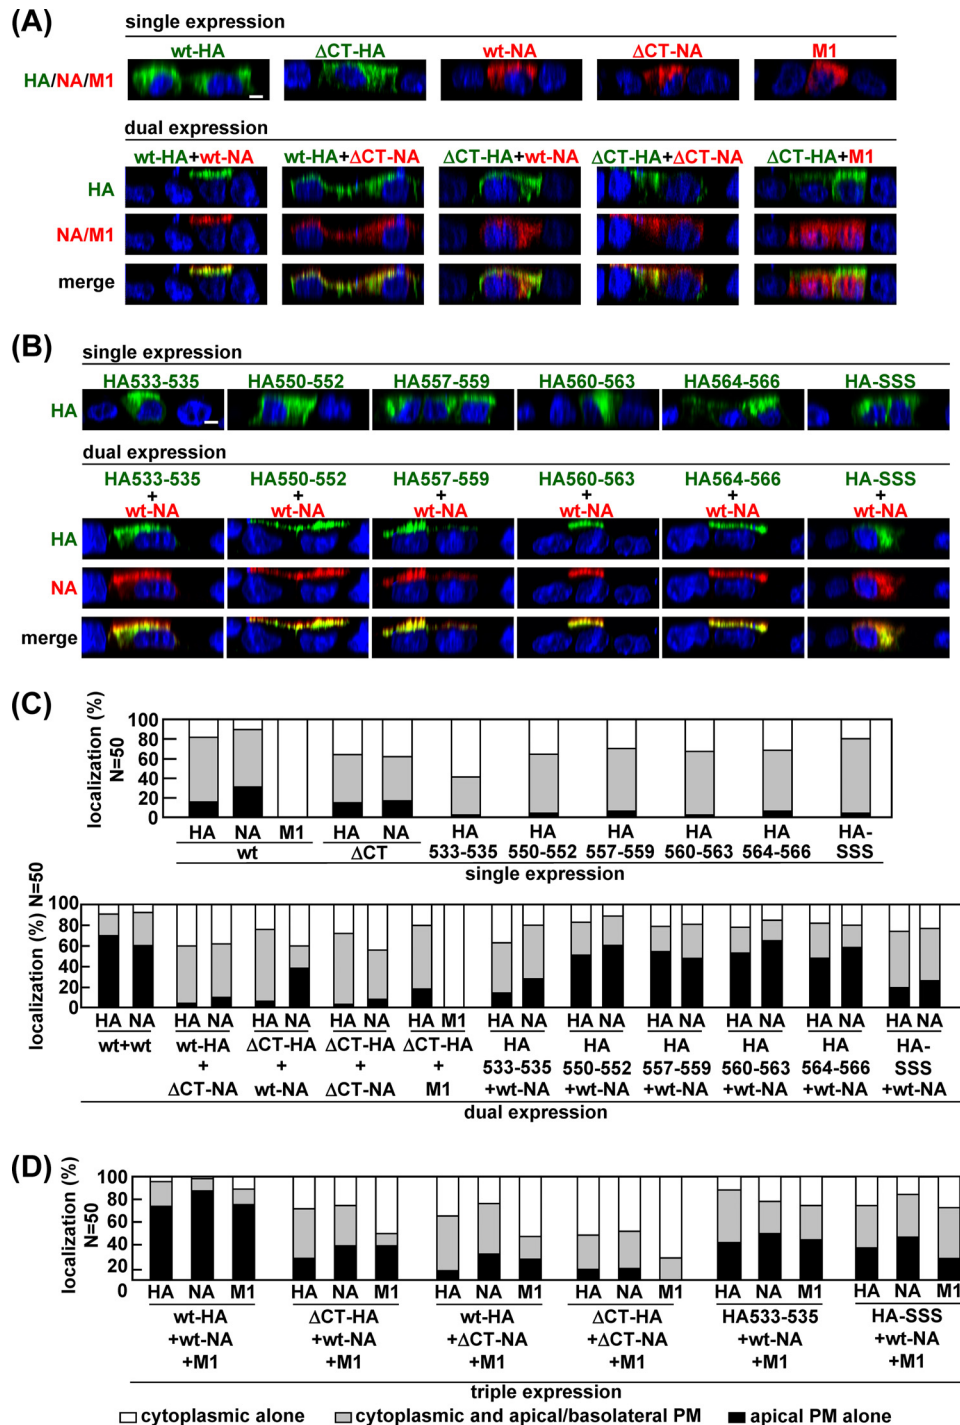 (A)
single expression
wt-HA ΔCT-HA wt-NA ΔCT-NA M1
HA/NA/M1
dual expression
wt-HA+wt-NA wt-HA+ΔCT-NA ΔCT-HA+wt-NA ΔCT-HA+ΔCT-NA ΔCT-HA+M1
HA
NA/M1
merge
(B)
single expression
HA533-535 HA550-552 HA557-559 HA560-563 HA564-566 HA-SSS
HA
dual expression
HA533-535 HA550-552 HA557-559 HA560-563 HA564-566 HA-SSS
+ + + + + +
wt-NA wt-NA wt-NA wt-NA wt-NA wt-NA
HA
NA
merge
(C)
localization (%)
N=50
100
80
60
40
20
0
HA NA M1 HA NA HA HA HA HA HA HA-
wt ΔCT 533-535 550-552 557-559 560-563 564-566 SSS
single expression
localization (%) N=50
100
80
60
40
20
0
HA NA HA NA HA NA HA NA HA M1 HA NA HA NA HA NA HA NA HA NA HA NA
wt+wt wt-HA ΔCT-HA ΔCT-HA ΔCT-HA HA HA HA HA HA HA-
+ + + + 533-535 550-552 557-559 560-563 564-566 SSS
ΔCT-NA wt-NA ΔCT-NA M1 +wt-NA +wt-NA +wt-NA +wt-NA +wt-NA +wt-NA
dual expression
(D)
localization (%)
N=50
100
80
60
40
20
0
HA NA M1 HA NA M1 HA NA M1 HA NA M1 HA NA M1 HA NA M1
wt-HA ΔCT-HA wt-HA ΔCT-HA HA533-535 HA-SSS
+wt-NA +wt-NA +ΔCT-NA +ΔCT-NA +wt-NA +wt-NA
+M1 +M1 +M1 +M1 +M1 +M1
triple expression
cytoplasmic alone cytoplasmic and apical/basolateral PM apical PM alone